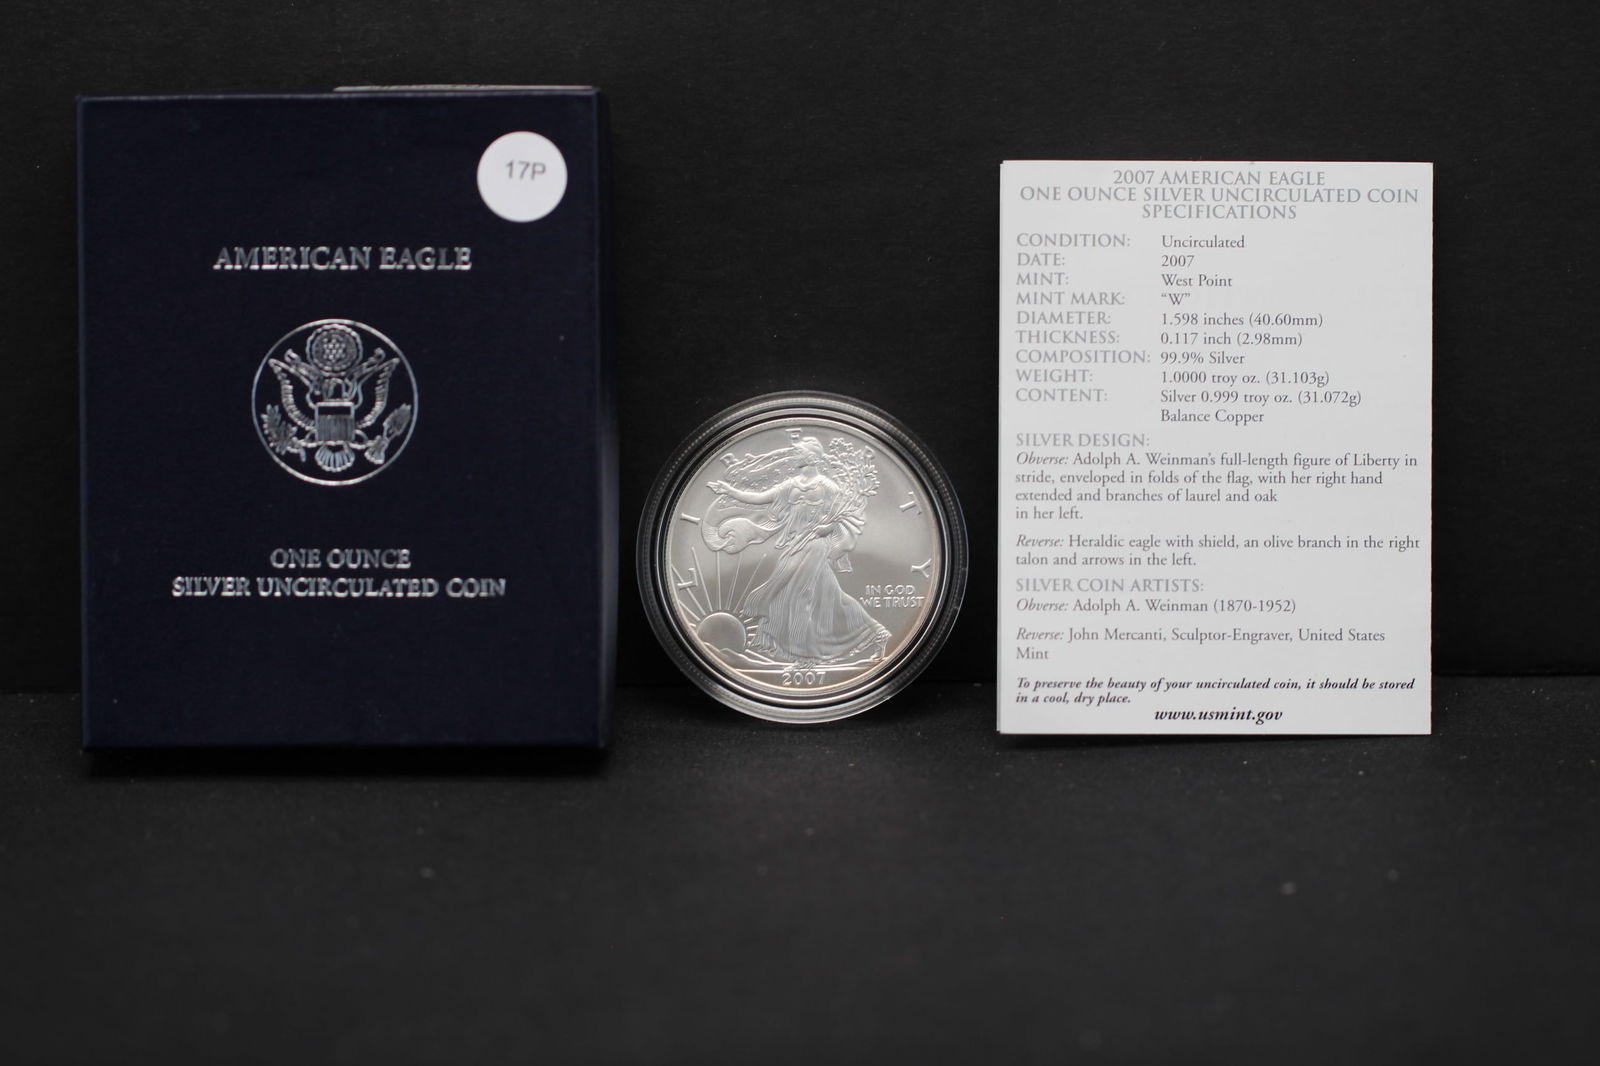 17P
AMERICAN EAGLE
ONE OUNCE
SILVER UNCIRCULATED COIN
LIBERTY
IN GOD
WE TRUST
2007
2007 AMERICAN EAGLE
ONE OUNCE SILVER UNCIRCULATED COIN
SPECIFICATIONS
CONDITION: Uncirculated
DATE: 2007
MINT: West Point
MINT MARK: “W”
DIAMETER: 1.598 inches (40.60mm)
THICKNESS: 0.117 inch (2.98mm)
COMPOSITION: 99.9% Silver
WEIGHT: 1.0000 troy oz. (31.103g)
CONTENT: Silver 0.999 troy oz. (31.072g)
Balance Copper
SILVER DESIGN:
Obverse: Adolph A. Weinman's full-length figure of Liberty in
stride, enveloped in folds of the flag, with her right hand
extended and branches of laurel and oak
in her left.
Reverse: Heraldic eagle with shield, an olive branch in the right
talon and arrows in the left.
SILVER COIN ARTISTS:
Obverse: Adolph A. Weinman (1870-1952)
Reverse: John Mercanti, Sculptor-Engraver, United States
Mint
To preserve the beauty of your uncirculated coin, it should be stored
in a cool, dry place.
www.usmint.gov